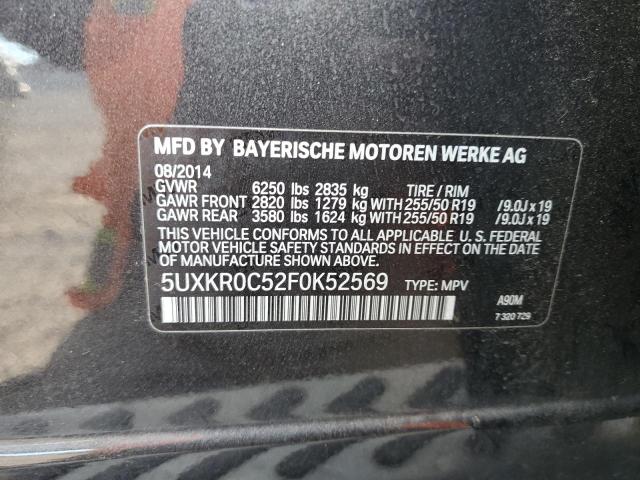 MFD BY BAYERISCHE MOTOREN WERKE AG
08/2014
GVWR 6250 lbs 2835 kg TIRE / RIM
GAWR FRONT 2820 lbs 1279 kg WITH 255/50 R19 /9.0J x 19
GAWR REAR 3580 lbs 1624 kg WITH 255/50 R19 /9.0J x 19
THIS VEHICLE CONFORMS TO ALL APPLICABLE U. S. FEDERAL
MOTOR VEHICLE SAFETY STANDARDS IN EFFECT ON THE DATE
OF MANUFACTURE SHOWN ABOVE.
5UXKR0C52F0K52569 TYPE: MPV
A90M
7 320 729